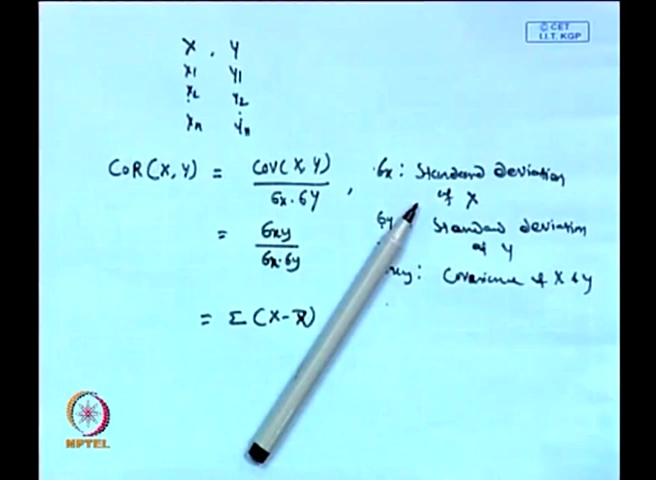 © CET
I.I.T. KGP
X , Y
x1 y1
x2 y2
xn yn
COR(X,Y) = COV(X,Y) / σx·σy , σx : Standard deviation of X
= σxy / σx·σy σy Standard deviation of Y
xy : Covariance of X & Y
= Σ(X-X̄)
NPTEL